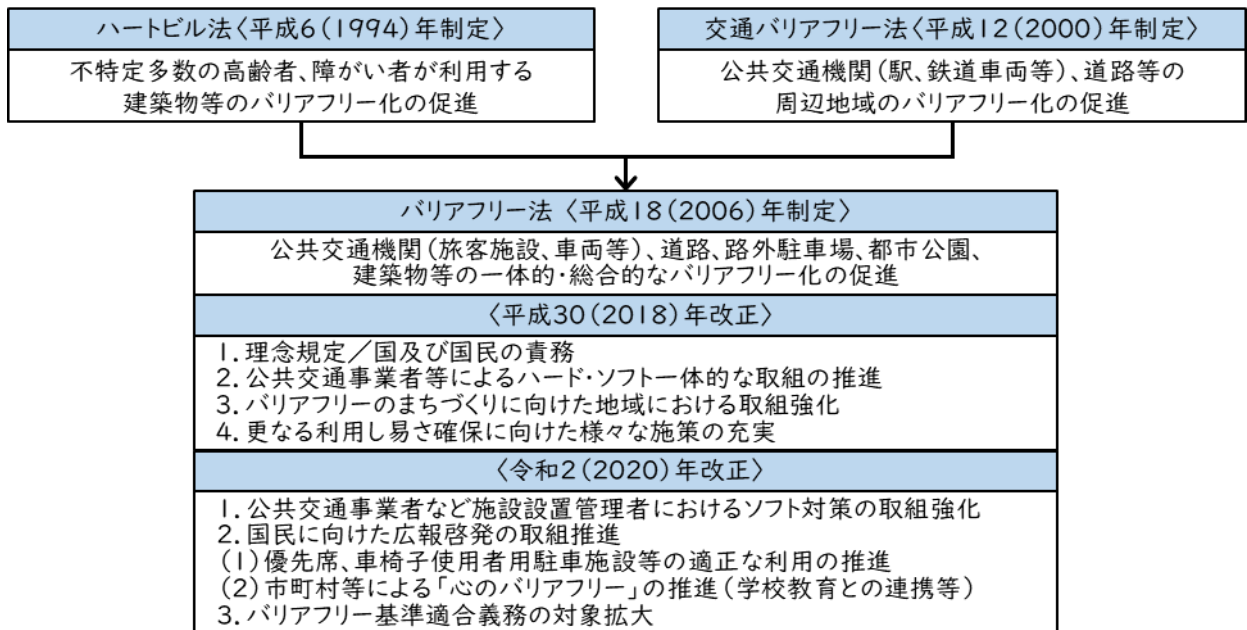 ハートビル法〈平成6(1994)年制定〉
不特定多数の高齢者、障がい者が利用する
建築物等のバリアフリー化の促進
交通バリアフリー法〈平成12(2000)年制定〉
公共交通機関(駅、鉄道車両等)、道路等の
周辺地域のバリアフリー化の促進
バリアフリー法〈平成18(2006)年制定〉
公共交通機関(旅客施設、車両等)、道路、路外駐車場、都市公園、
建築物等の一体的・総合的なバリアフリー化の促進
〈平成30(2018)年改正〉
1.理念規定/国及び国民の責務
2.公共交通事業者等によるハード・ソフト一体的な取組の推進
3.バリアフリーのまちづくりに向けた地域における取組強化
4.更なる利用し易さ確保に向けた様々な施策の充実
〈令和2(2020)年改正〉
1.公共交通事業者など施設設置管理者におけるソフト対策の取組強化
2.国民に向けた広報啓発の取組推進
(1)優先席、車椅子使用者用駐車施設等の適正な利用の推進
(2)市町村等による「心のバリアフリー」の推進(学校教育との連携等)
3.バリアフリー基準適合義務の対象拡大